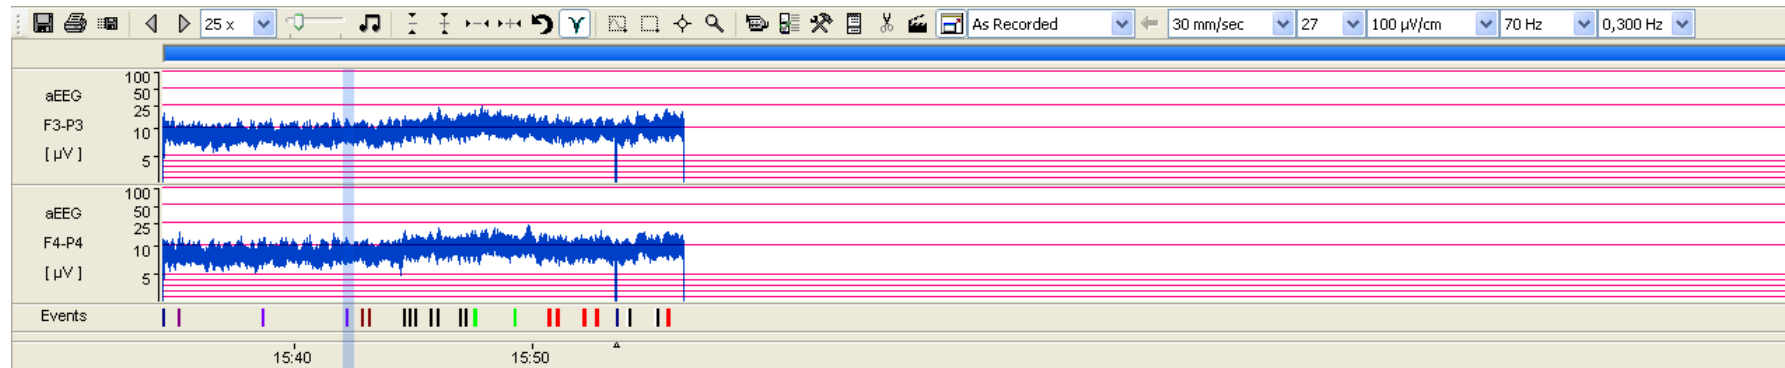 25 x As Recorded 30 mm/sec 27 100 µV/cm 70 Hz 0,300 Hz
100
aEEG 50
25
F3-P3 10
[ µV ] 5
100
aEEG 50
25
F4-P4 10
[ µV ] 5
Events
15:40 15:50